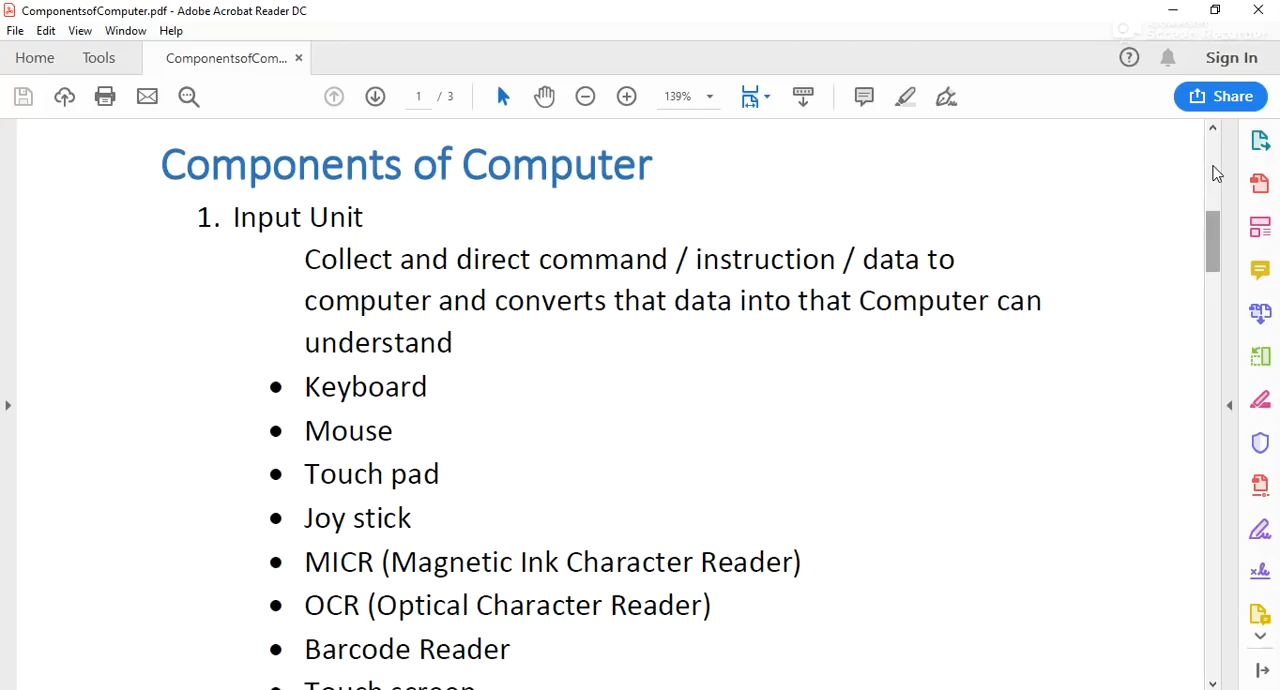 ComponentsofComputer.pdf - Adobe Acrobat Reader DC
File Edit View Window Help
Home Tools ComponentsofCom... Sign In
1 / 3 139% Share
Components of Computer
1. Input Unit
Collect and direct command / instruction / data to
computer and converts that data into that Computer can
understand
• Keyboard
• Mouse
• Touch pad
• Joy stick
• MICR (Magnetic Ink Character Reader)
• OCR (Optical Character Reader)
• Barcode Reader
• Touch screen